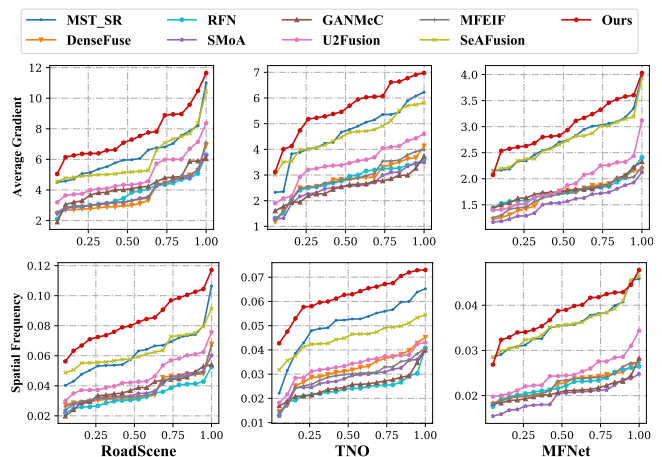 MST_SR RFN GANMcC MFEIF Ours
DenseFuse SMoA U2Fusion SeAFusion
Average Gradient
12
10
8
6
4
2
0.25 0.50 0.75 1.00
7
6
5
4
3
2
1
0.25 0.50 0.75 1.00
4.0
3.5
3.0
2.5
2.0
1.5
0.25 0.50 0.75 1.00
Spatial Frequency
0.12
0.10
0.08
0.06
0.04
0.02
0.25 0.50 0.75 1.00
RoadScene
0.07
0.06
0.05
0.04
0.03
0.02
0.01
0.25 0.50 0.75 1.00
TNO
0.04
0.03
0.02
0.25 0.50 0.75 1.00
MFNet